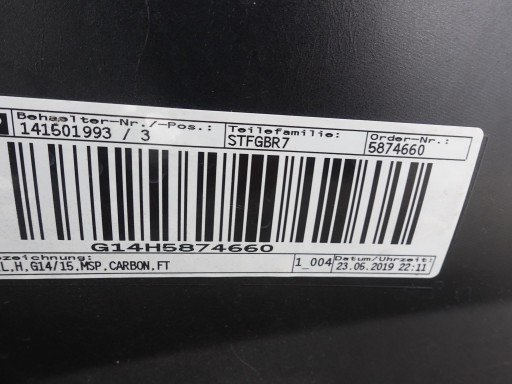 Behaelter-Nr./-Pos.:
141601993 / 3
Teilefamilie:
STFGBR7
Order-Nr.:
5874660
G14H5874660
ezeichnung:
L.H.G14/15.MSP.CARBON.FT
1_004
Datum/Uhrzeit:
23.05.2019 22:11